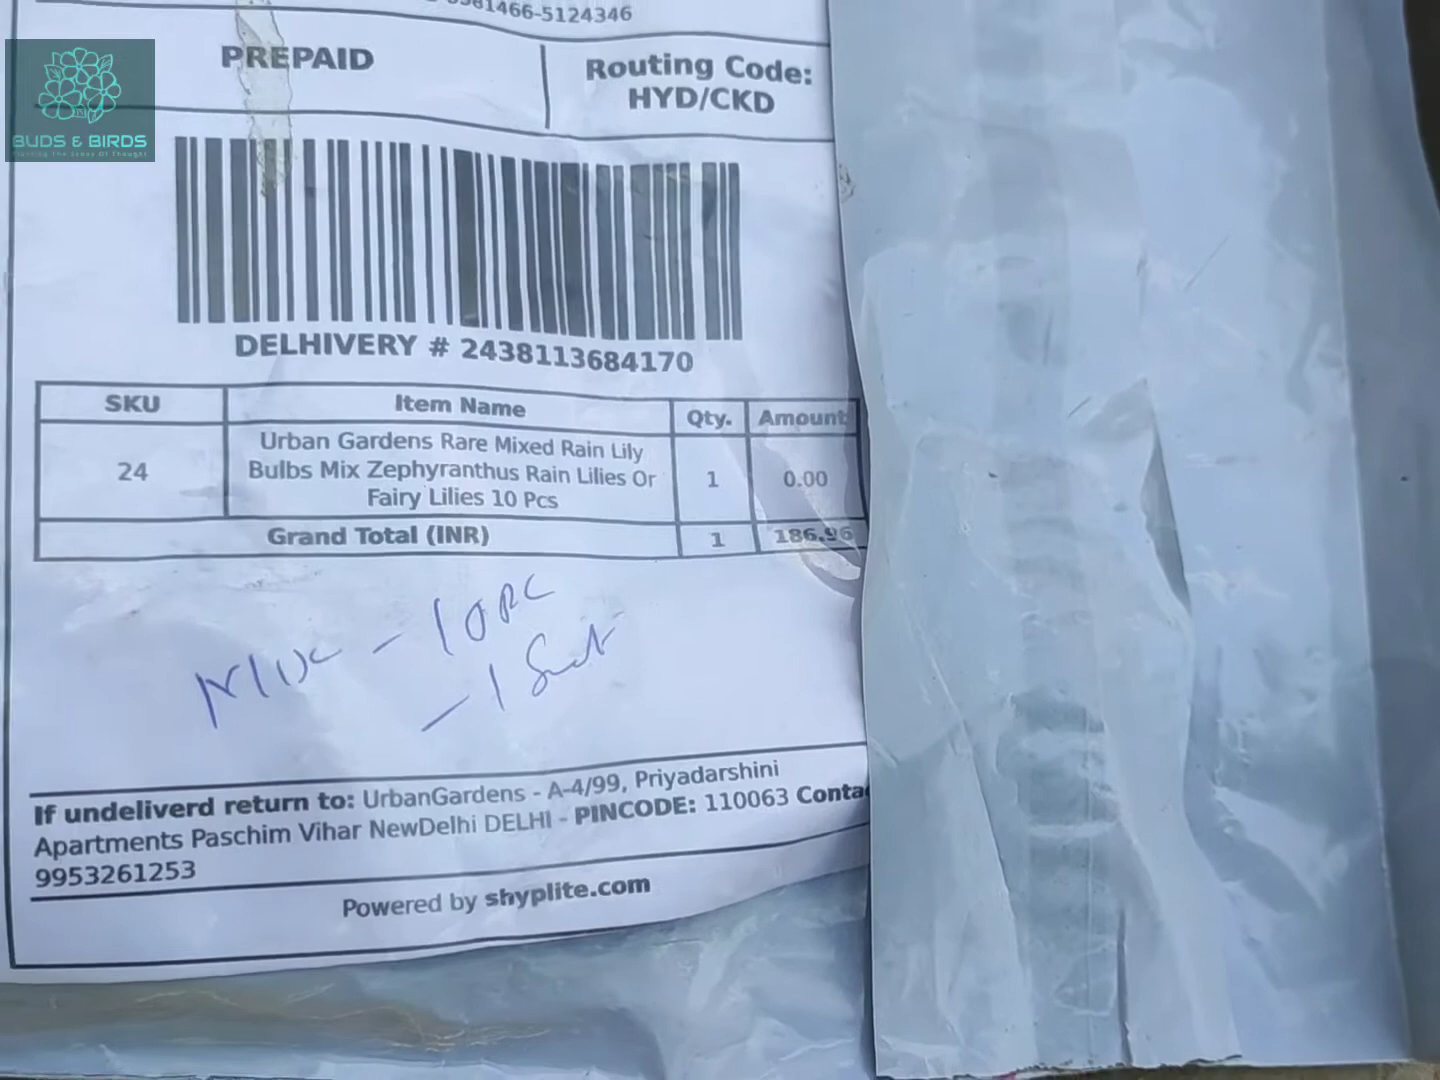 1466-5124346
PREPAID
Routing Code:
HYD/CKD
BUDS & BIRDS
DELHIVERY # 2438113684170
SKU Item Name Qty. Amount
24 Urban Gardens Rare Mixed Rain Lily
Bulbs Mix Zephyranthus Rain Lilies Or 1 0.00
Fairy Lilies 10 Pcs
Grand Total (INR) 1 186.96
Mix - 10Pc
- 1
If undeliverd return to: UrbanGardens - A-4/99, Priyadarshini
Apartments Paschim Vihar NewDelhi DELHI - PINCODE: 110063 Contac
9953261253
Powered by shyplite.com